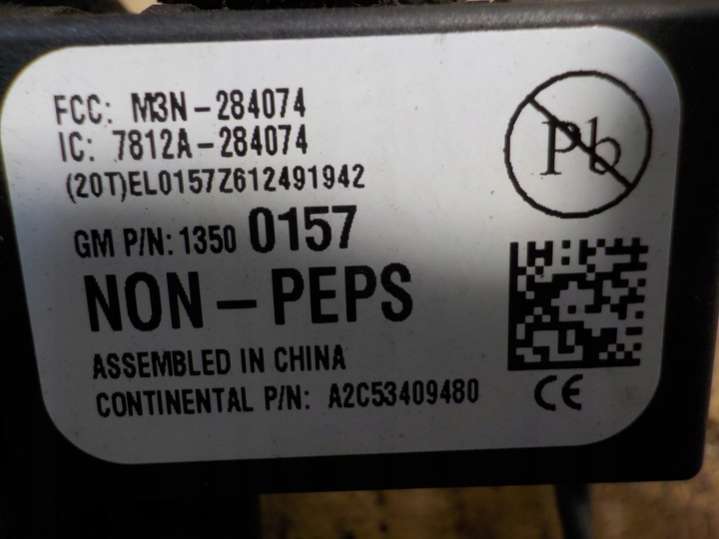 FCC: M3N-284074
IC: 7812A-284074
(20T)EL0157Z612491942
GM P/N: 1350 0157
NON-PEPS
ASSEMBLED IN CHINA
CONTINENTAL P/N: A2C53409480
Pb
CE